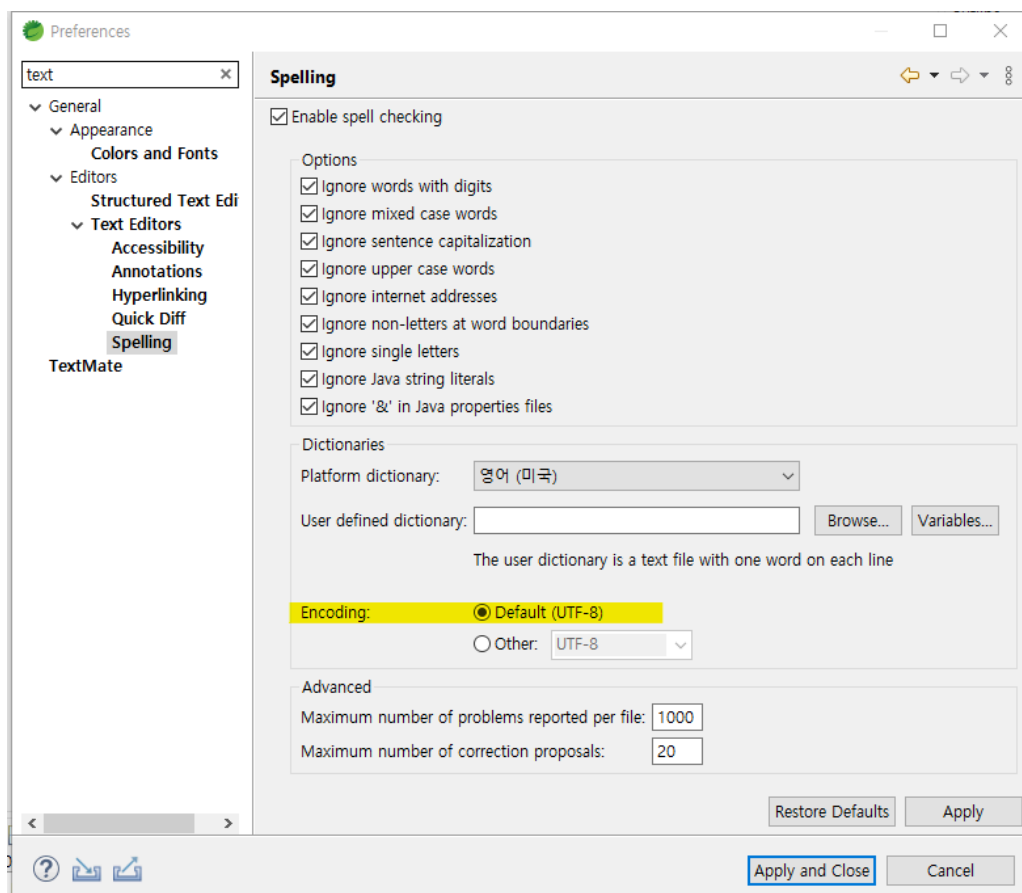 Preferences
text
Spelling
General
Appearance
Colors and Fonts
Editors
Structured Text Edi
Text Editors
Accessibility
Annotations
Hyperlinking
Quick Diff
Spelling
TextMate
Enable spell checking
Options
Ignore words with digits
Ignore mixed case words
Ignore sentence capitalization
Ignore upper case words
Ignore internet addresses
Ignore non-letters at word boundaries
Ignore single letters
Ignore Java string literals
Ignore '&' in Java properties files
Dictionaries
Platform dictionary: 영어 (미국)
User defined dictionary: Browse... Variables...
The user dictionary is a text file with one word on each line
Encoding: Default (UTF-8)
Other: UTF-8
Advanced
Maximum number of problems reported per file: 1000
Maximum number of correction proposals: 20
Restore Defaults Apply
Apply and Close Cancel